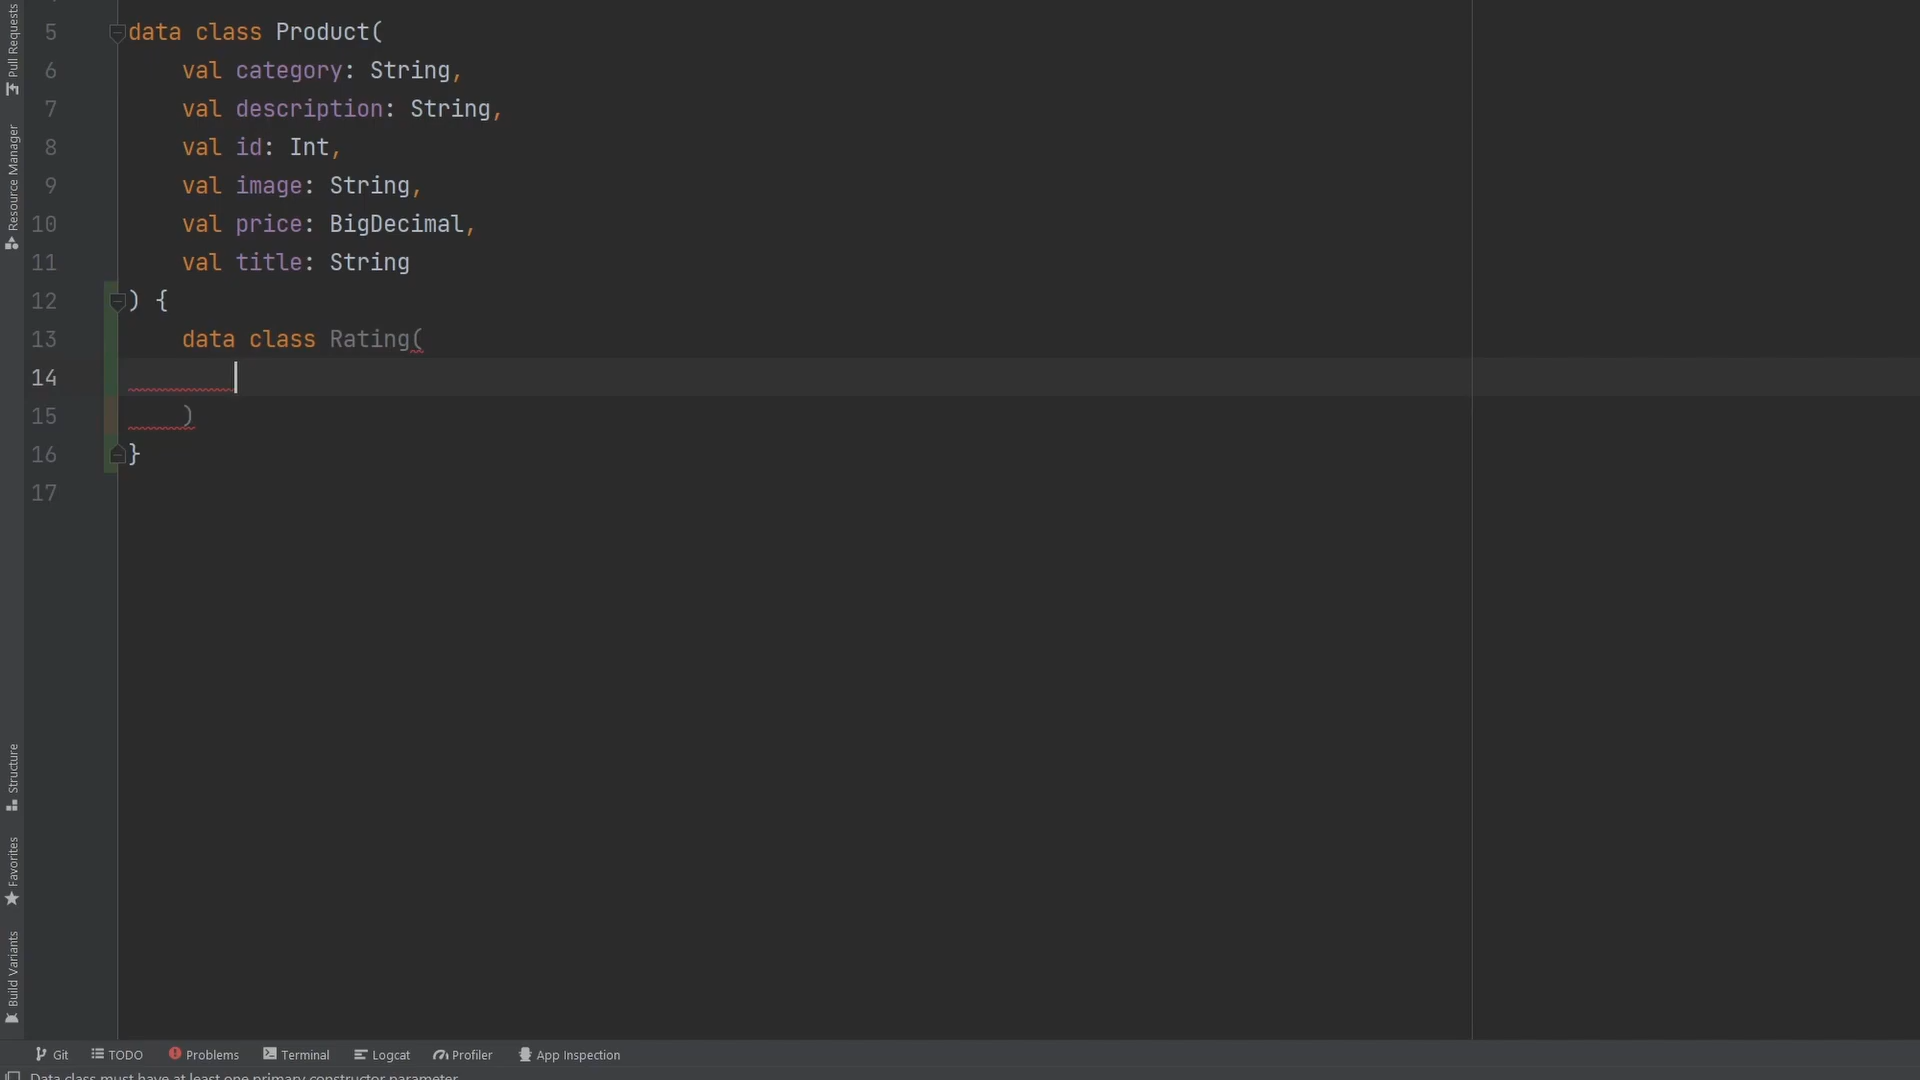 5 data class Product(
6 val category: String,
7 val description: String,
8 val id: Int,
9 val image: String,
10 val price: BigDecimal,
11 val title: String
12 ) {
13 data class Rating(
14
15 )
16 }
17
Pull Requests
Resource Manager
Structure
Favorites
Build Variants
Git TODO Problems Terminal Logcat Profiler App Inspection
Data class must have at least one primary constructor parameter